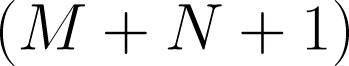 (M + N + 1)